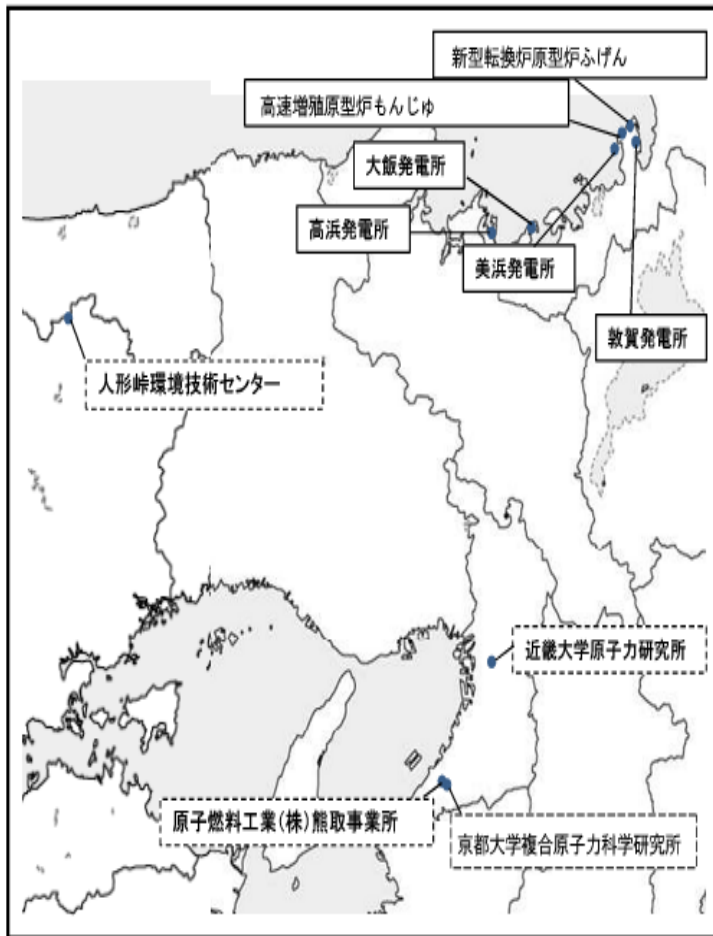 新型転換炉原型炉ふげん
高速増殖原型炉もんじゅ
大飯発電所
高浜発電所
美浜発電所
敦賀発電所
人形峠環境技術センター
近畿大学原子力研究所
原子燃料工業(株)熊取事業所
京都大学複合原子力科学研究所